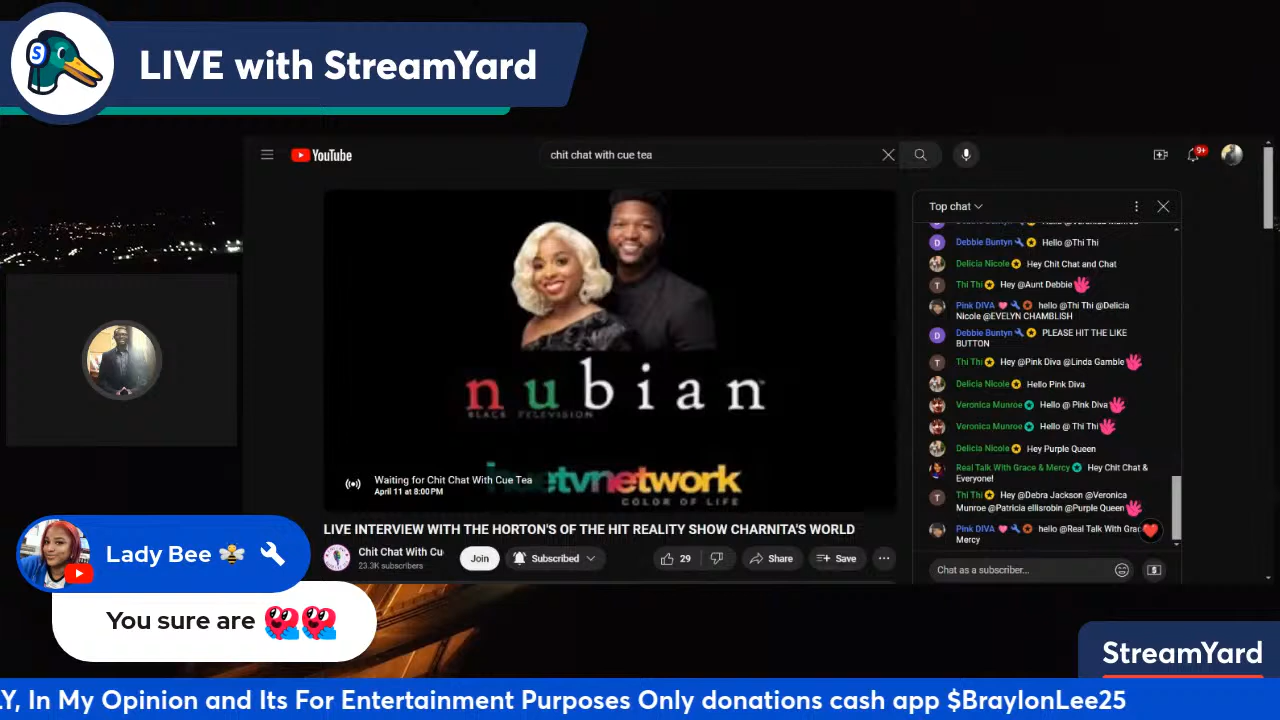 S
LIVE with StreamYard
YouTube
chit chat with cue tea
9+
nubian
BLACK TELEVISION
tvnetwork
COLOR OF LIFE
Waiting for Chit Chat With Cue Tea
April 11 at 8:00 PM
LIVE INTERVIEW WITH THE HORTON'S OF THE HIT REALITY SHOW CHARNITA'S WORLD
Chit Chat With Cu
23.3K subscribers
Join
Subscribed
29
Share
Save
Top chat
D Debbie Buntyn Hello @Thi Thi
Delicia Nicole Hey Chit Chat and Chat
T Thi Thi Hey @Aunt Debbie
Pink DIVA hello @Thi Thi @Delicia
Nicole @EVELYN CHAMBLISH
D Debbie Buntyn PLEASE HIT THE LIKE
BUTTON
T Thi Thi Hey @Pink Diva @Linda Gamble
Delicia Nicole Hello Pink Diva
Veronica Munroe Hello @ Pink Diva
Veronica Munroe Hello @ Thi Thi
Delicia Nicole Hey Purple Queen
Real Talk With Grace & Mercy Hey Chit Chat &
Everyone!
T Thi Thi Hey @Debra Jackson @Veronica
Munroe @Patricia ellisrobin @Purple Queen
Pink DIVA hello @Real Talk With Grac
Mercy
Chat as a subscriber...
Lady Bee
You sure are
StreamYard
LY, In My Opinion and Its For Entertainment Purposes Only donations cash app $BraylonLee25